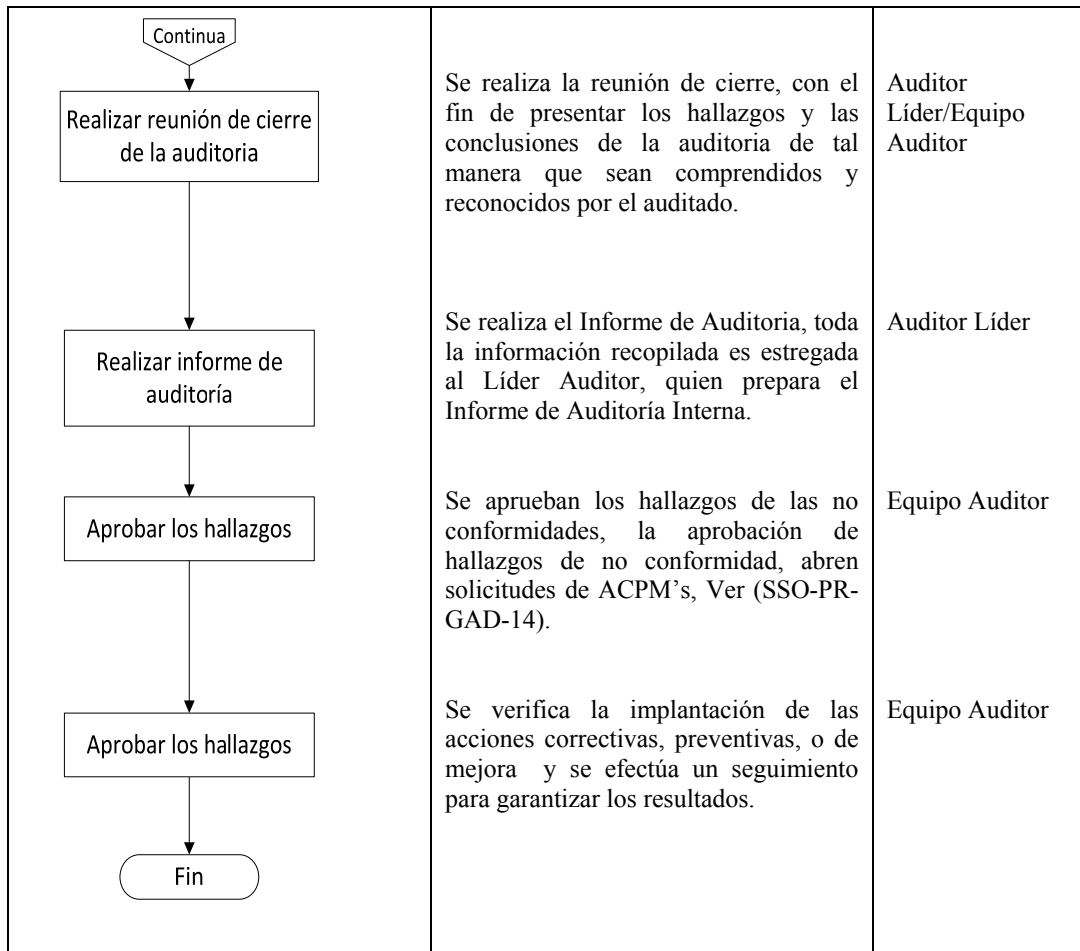 Continua
Realizar reunión de cierre
de la auditoria
Se realiza la reunión de cierre, con el
fin de presentar los hallazgos y las
conclusiones de la auditoria de tal
manera que sean comprendidos y
reconocidos por el auditado.
Auditor
Líder/Equipo
Auditor
Realizar informe de
auditoría
Se realiza el Informe de Auditoria, toda
la información recopilada es estregada
al Líder Auditor, quien prepara el
Informe de Auditoría Interna.
Auditor Líder
Aprobar los hallazgos
Se aprueban los hallazgos de las no
conformidades, la aprobación de
hallazgos de no conformidad, abren
solicitudes de ACPM’s, Ver (SSO-PR-
GAD-14).
Equipo Auditor
Aprobar los hallazgos
Se verifica la implantación de las
acciones correctivas, preventivas, o de
mejora y se efectúa un seguimiento
para garantizar los resultados.
Equipo Auditor
Fin